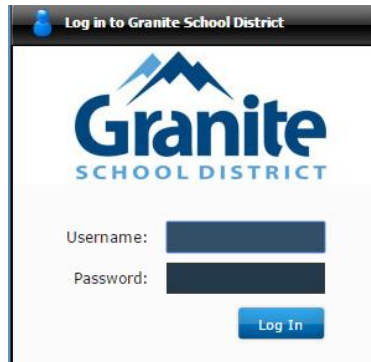 Log in to Granite School District
Granite
SCHOOL DISTRICT
Username:
Password:
Log In